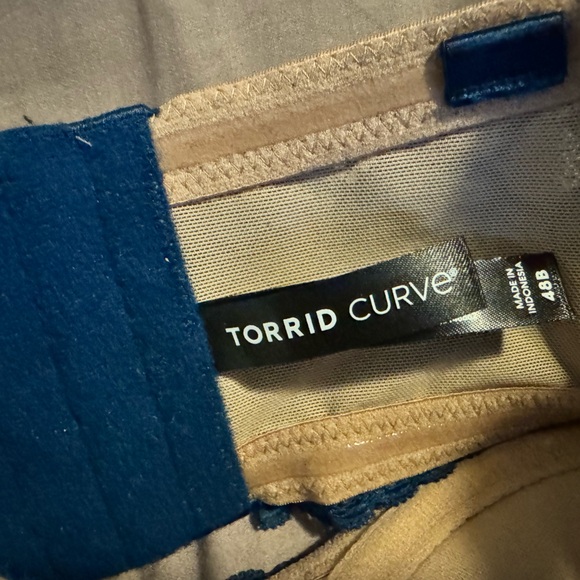 TORRID CURVE®
MADE IN
INDONESIA
48B